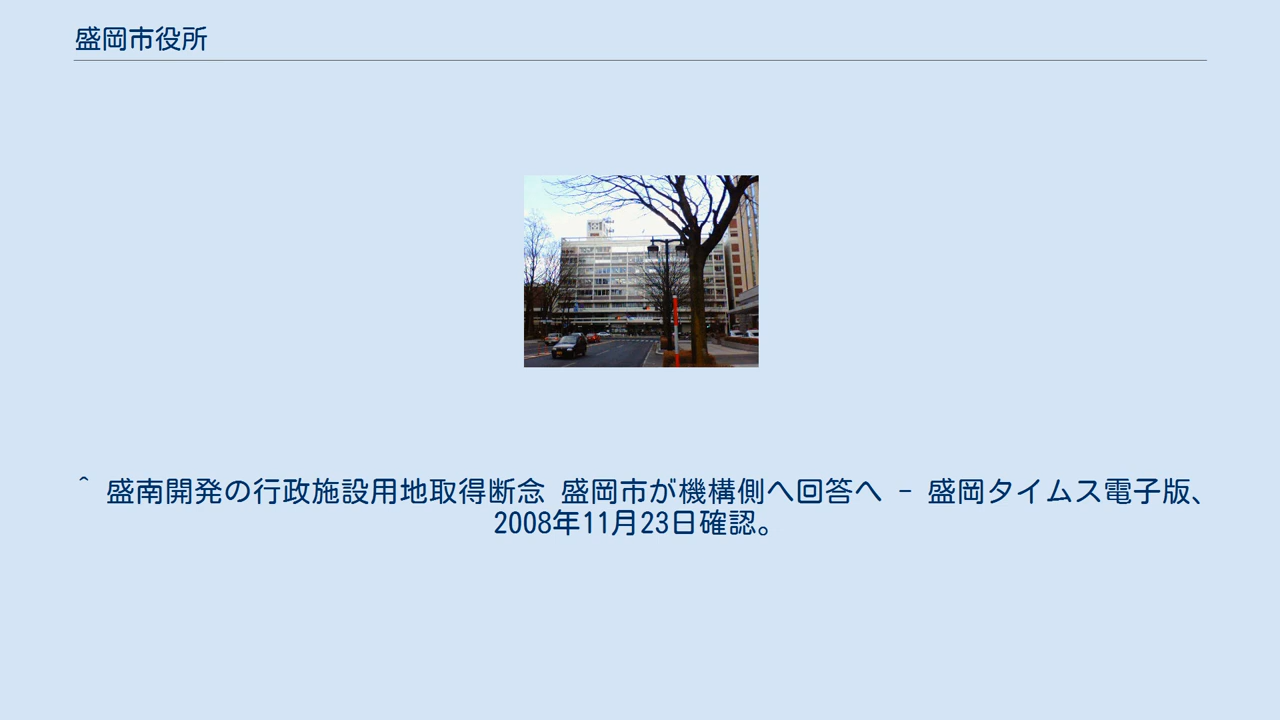 盛岡市役所
^ 盛南開発の行政施設用地取得断念 盛岡市が機構側へ回答へ - 盛岡タイムス電子版、
2008年11月23日確認。